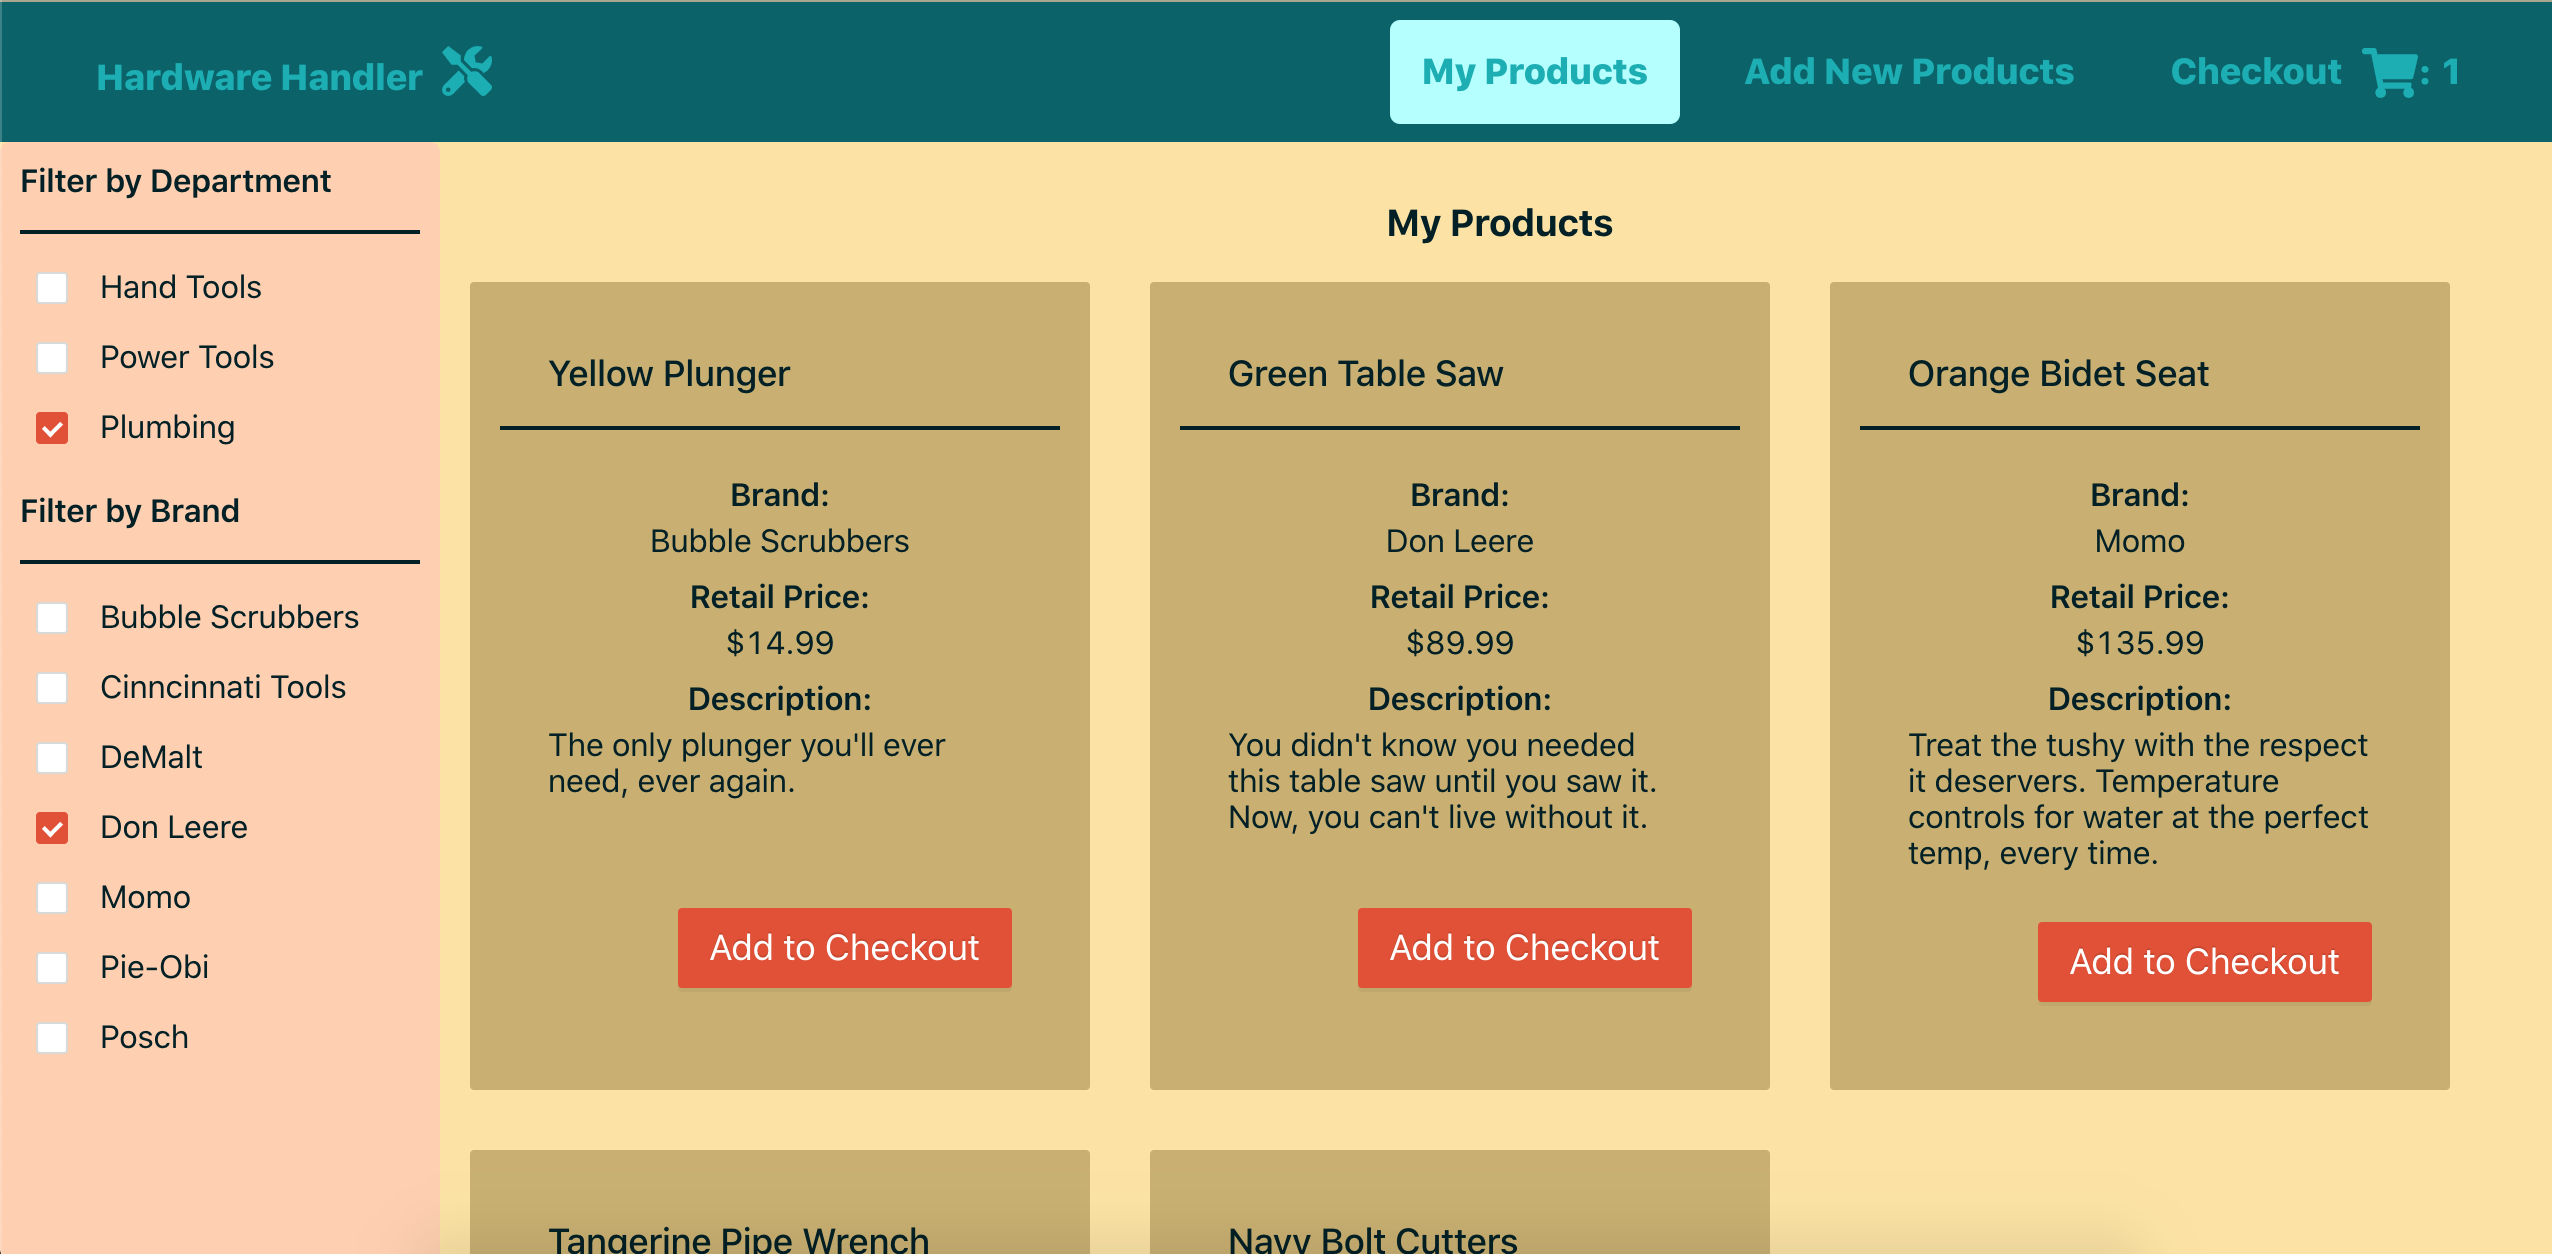 Hardware Handler
My Products
Add New Products
Checkout : 1
Filter by Department
Hand Tools
Power Tools
Plumbing
Filter by Brand
Bubble Scrubbers
Cinncinnati Tools
DeMalt
Don Leere
Momo
Pie-Obi
Posch
My Products
Yellow Plunger
Brand:
Bubble Scrubbers
Retail Price:
$14.99
Description:
The only plunger you'll ever
need, ever again.
Add to Checkout
Green Table Saw
Brand:
Don Leere
Retail Price:
$89.99
Description:
You didn't know you needed
this table saw until you saw it.
Now, you can't live without it.
Add to Checkout
Orange Bidet Seat
Brand:
Momo
Retail Price:
$135.99
Description:
Treat the tushy with the respect
it deservers. Temperature
controls for water at the perfect
temp, every time.
Add to Checkout
Tangerine Pipe Wrench
Navy Bolt Cutters